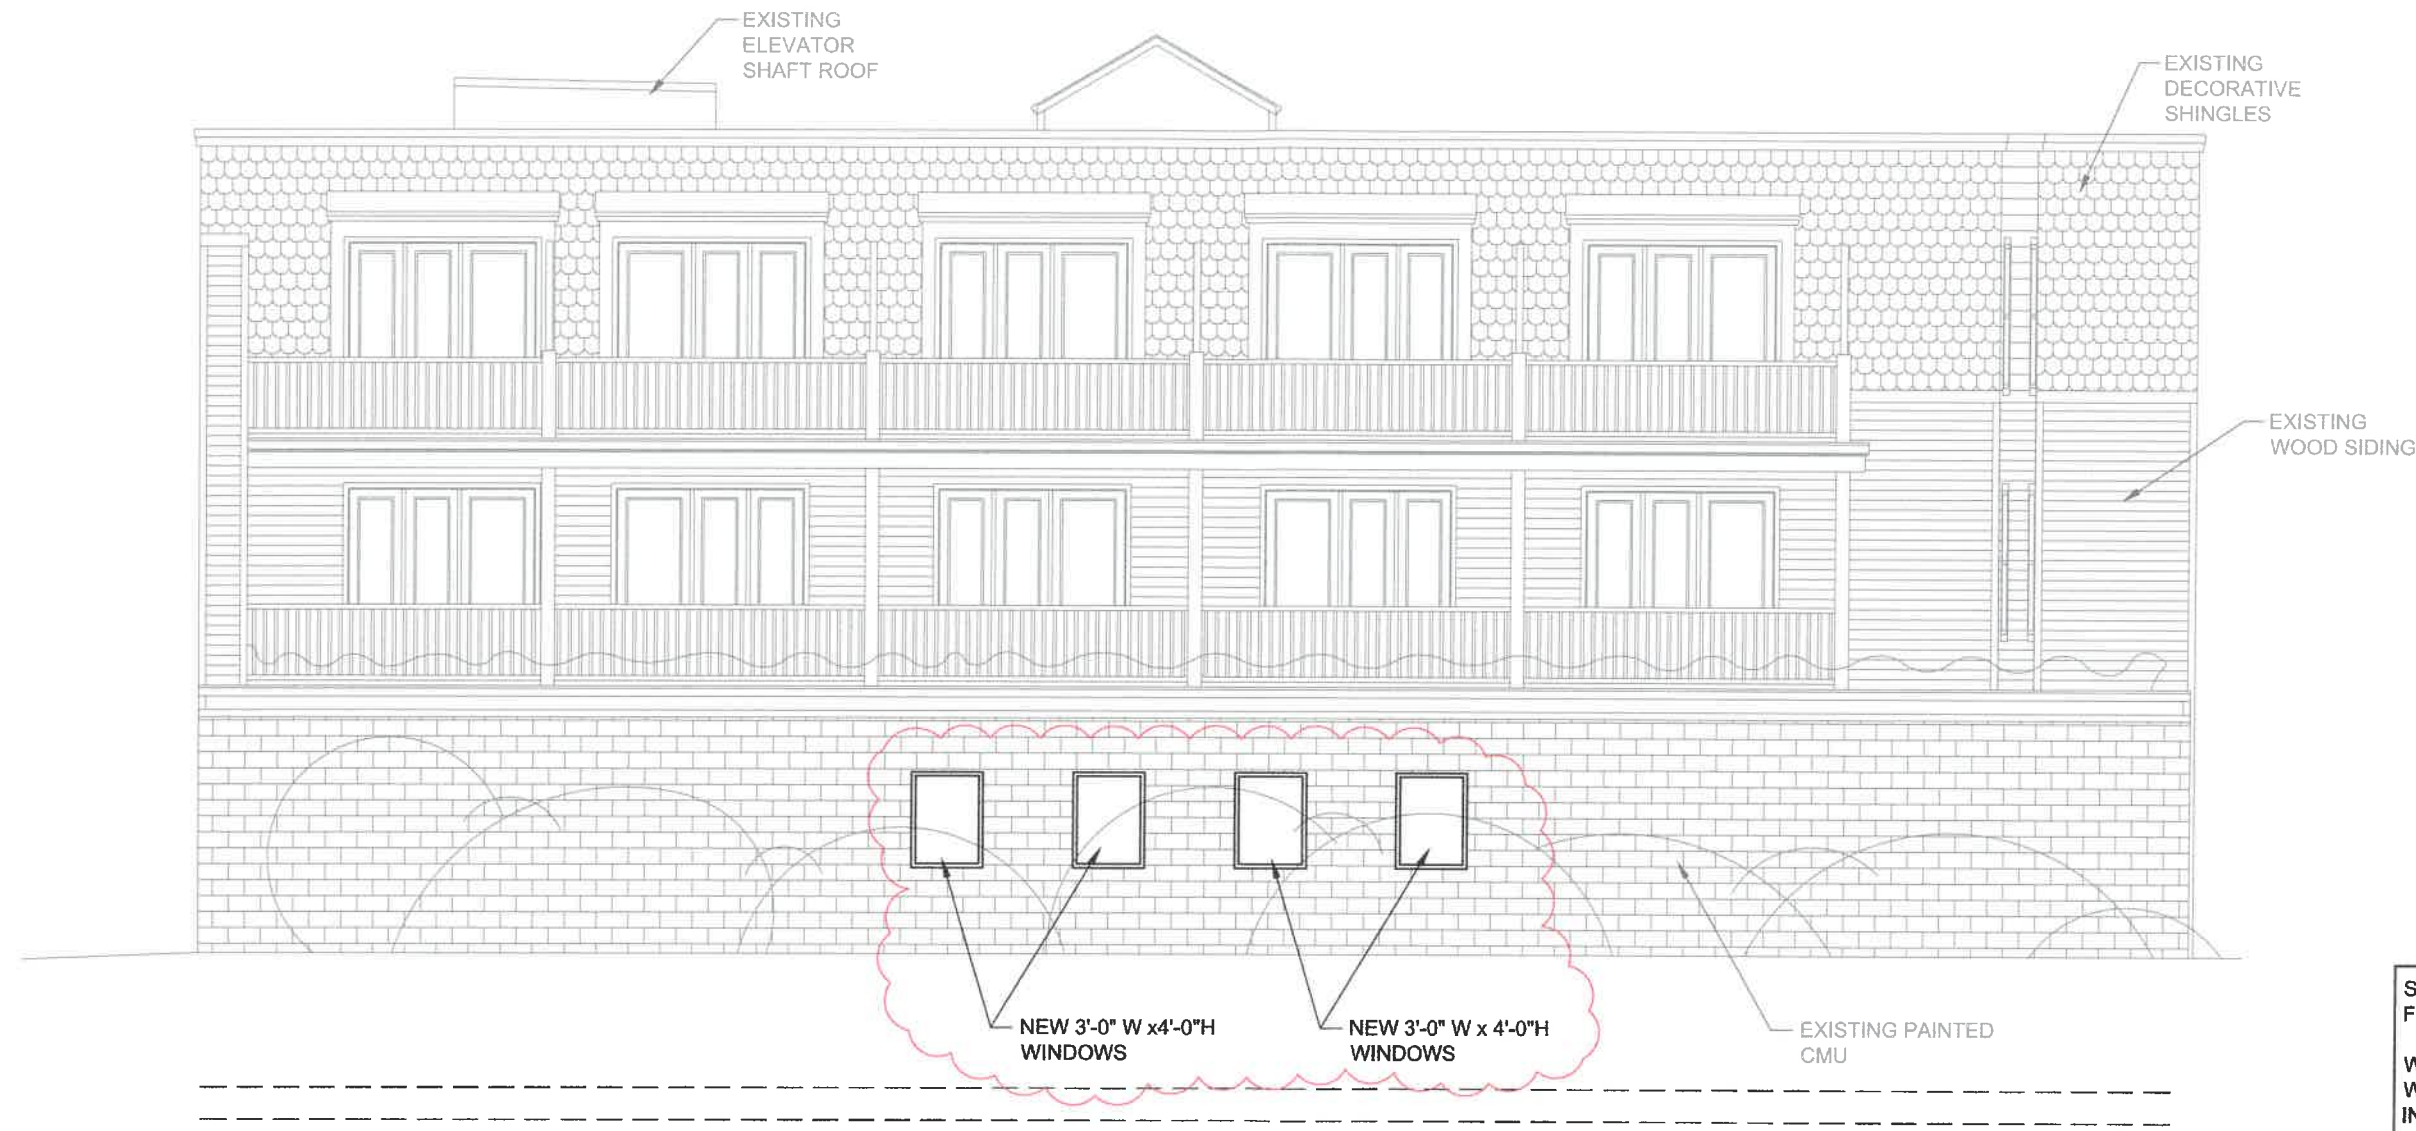 EXISTING
ELEVATOR
SHAFT ROOF
EXISTING
DECORATIVE
SHINGLES
EXISTING
WOOD SIDING
NEW 3'-0" W x4'-0"H
WINDOWS
NEW 3'-0" W x 4'-0"H
WINDOWS
EXISTING PAINTED
CMU